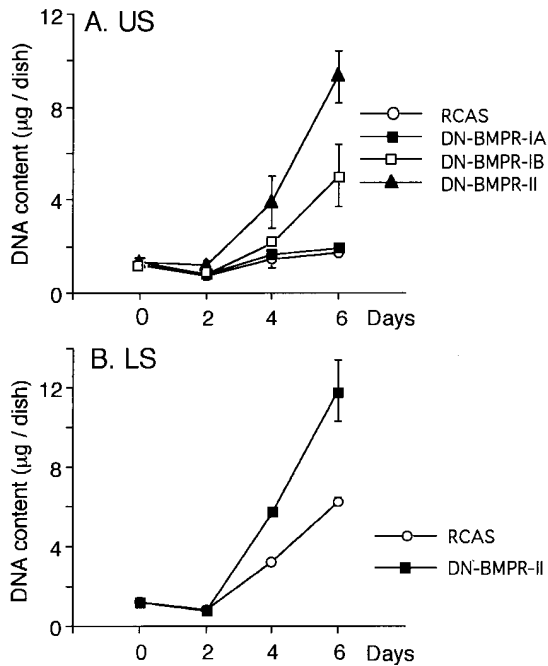 A. US
DNA content (μg / dish)
12
8
4
0
0 2 4 6 Days
RCAS
DN-BMPR-IA
DN-BMPR-IB
DN-BMPR-II
B. LS
DNA content (μg / dish)
12
8
4
0
0 2 4 6 Days
RCAS
DN-BMPR-II